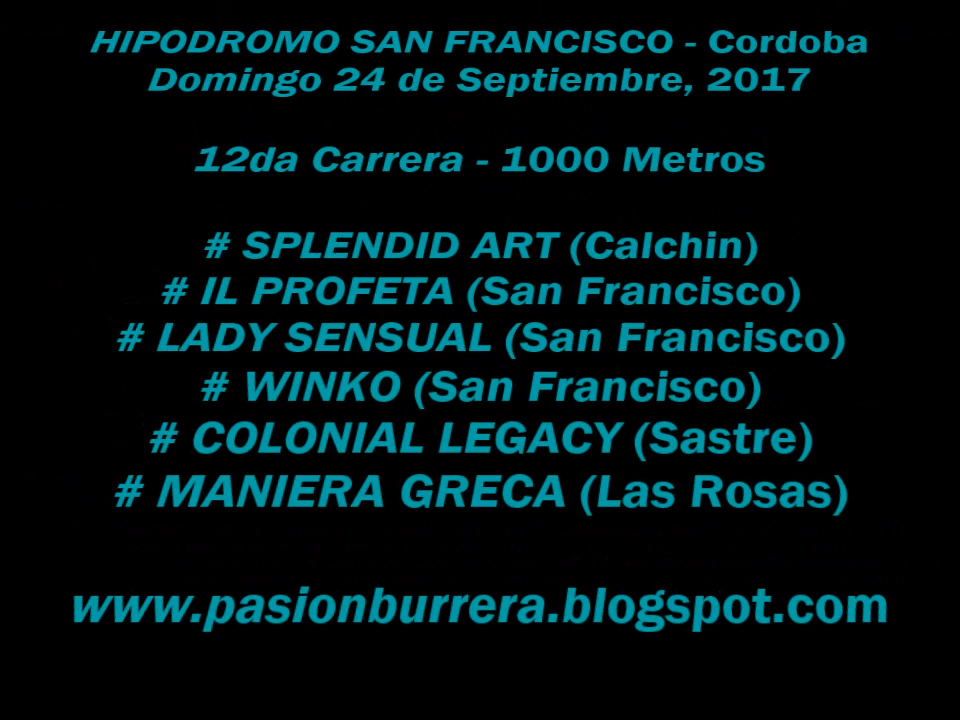 HIPODROMO SAN FRANCISCO - Cordoba
Domingo 24 de Septiembre, 2017
12da Carrera - 1000 Metros
# SPLENDID ART (Calchin)
# IL PROFETA (San Francisco)
# LADY SENSUAL (San Francisco)
# WINKO (San Francisco)
# COLONIAL LEGACY (Sastre)
# MANIERA GRECA (Las Rosas)
www.pasionburrera.blogspot.com